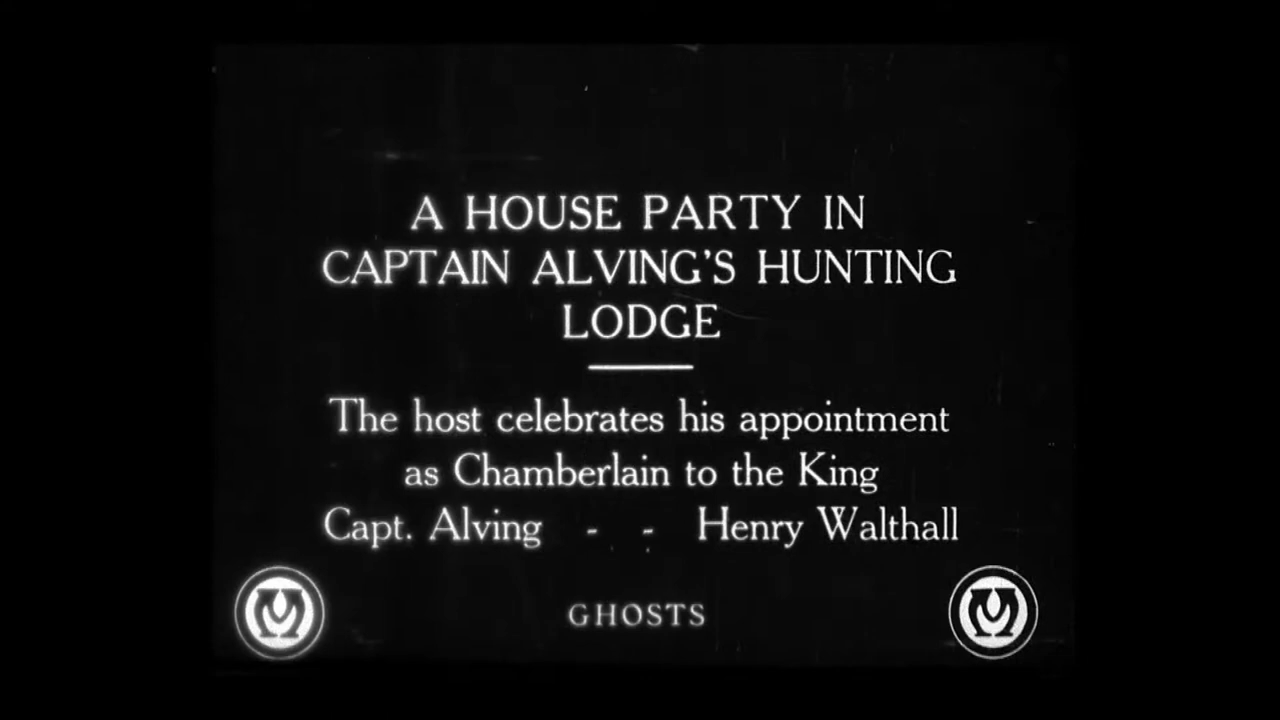 A HOUSE PARTY IN
CAPTAIN ALVING'S HUNTING
LODGE
The host celebrates his appointment
as Chamberlain to the King
Capt. Alving - - Henry Walthall
GHOSTS